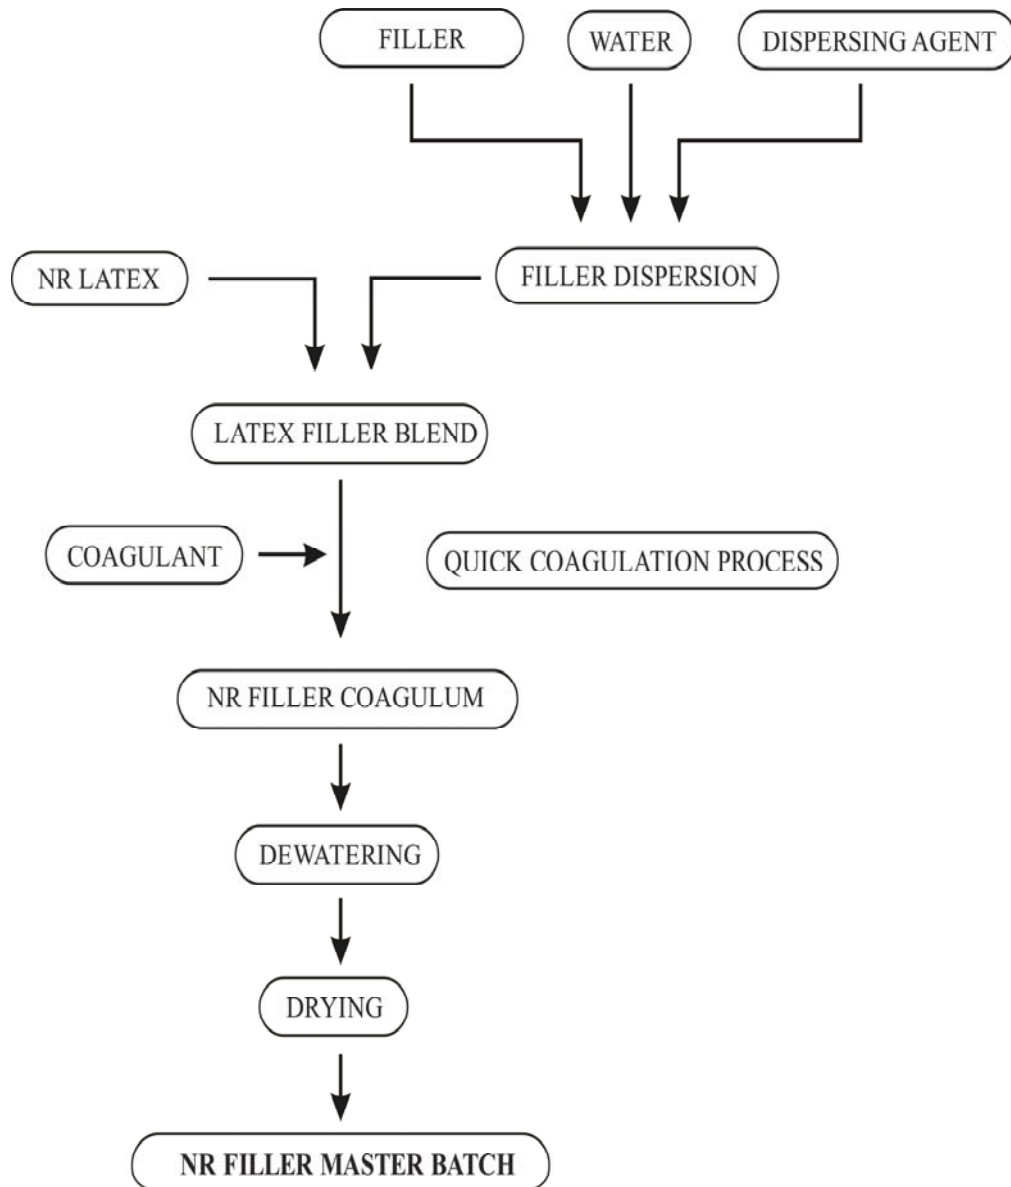 FILLER
WATER
DISPERSING AGENT
NR LATEX
FILLER DISPERSION
LATEX FILLER BLEND
COAGULANT
QUICK COAGULATION PROCESS
NR FILLER COAGULUM
DEWATERING
DRYING
NR FILLER MASTER BATCH